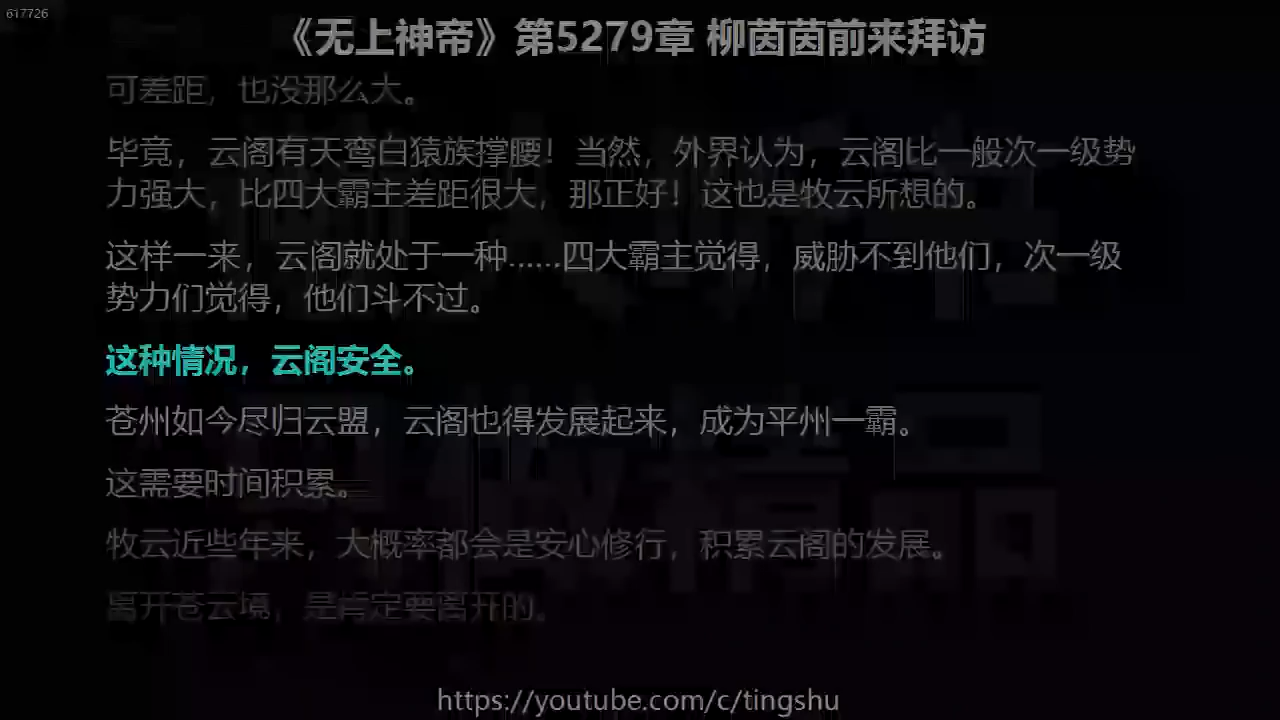 617726
《无上神帝》第5279章 柳茵茵前来拜访
可差距，也没那么大。
毕竟，云阁有天鸾白猿族撑腰！当然，外界认为，云阁比一般次一级势
力强大，比四大霸主差距很大，那正好！这也是牧云所想的。
这样一来，云阁就处于一种……四大霸主觉得，威胁不到他们，次一级
势力们觉得，他们斗不过。
这种情况，云阁安全。
苍州如今尽归云盟，云阁也得发展起来，成为平州一霸。
这需要时间积累。
牧云近些年来，大概率都会是安心修行，积累云阁的发展。
离开苍云境，是肯定要离开的。
https://youtube.com/c/tingshu